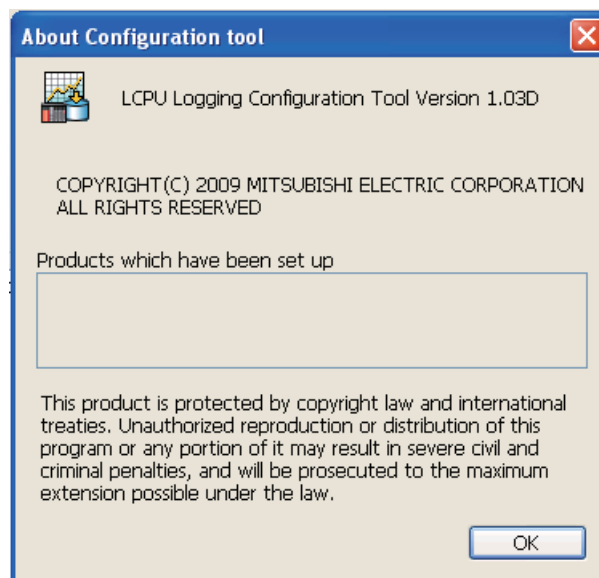 About Configuration tool
LCPU Logging Configuration Tool Version 1.03D
COPYRIGHT(C) 2009 MITSUBISHI ELECTRIC CORPORATION
ALL RIGHTS RESERVED
Products which have been set up
This product is protected by copyright law and international
treaties. Unauthorized reproduction or distribution of this
program or any portion of it may result in severe civil and
criminal penalties, and will be prosecuted to the maximum
extension possible under the law.
OK